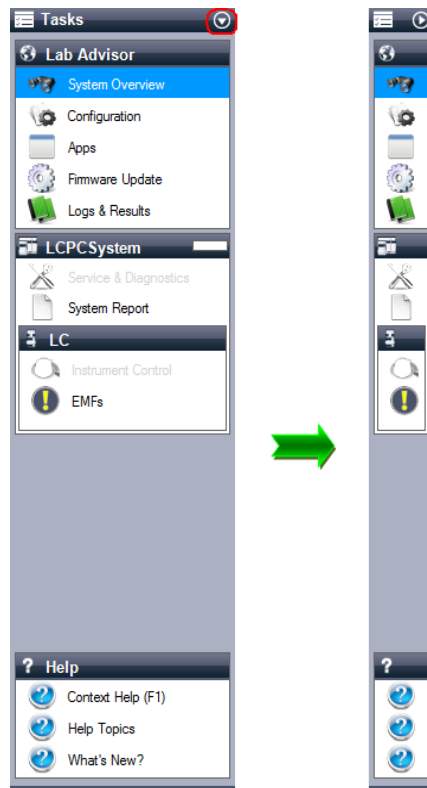 Tasks
Lab Advisor
System Overview
Configuration
Apps
Firmware Update
Logs & Results
LCPCSystem
Service & Diagnostics
System Report
LC
Instrument Control
EMFs
? Help
Context Help (F1)
Help Topics
What's New?
?